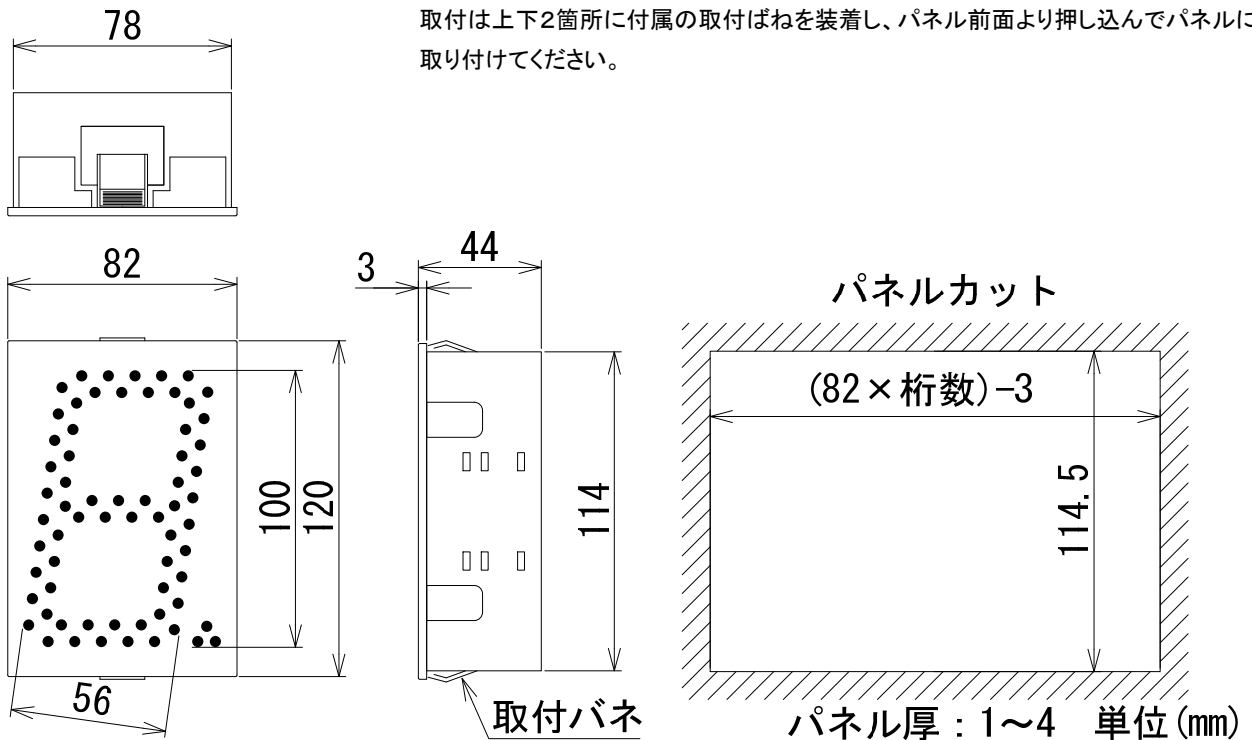 取付は上下2箇所に付属の取付ばねを装着し、パネル前面より押し込んでパネルに
取り付けてください。
78
82
3
44
パネルカット
(82×桁数)-3
100
120
114
114.5
56
取付バネ
パネル厚：1～4 単位(mm)